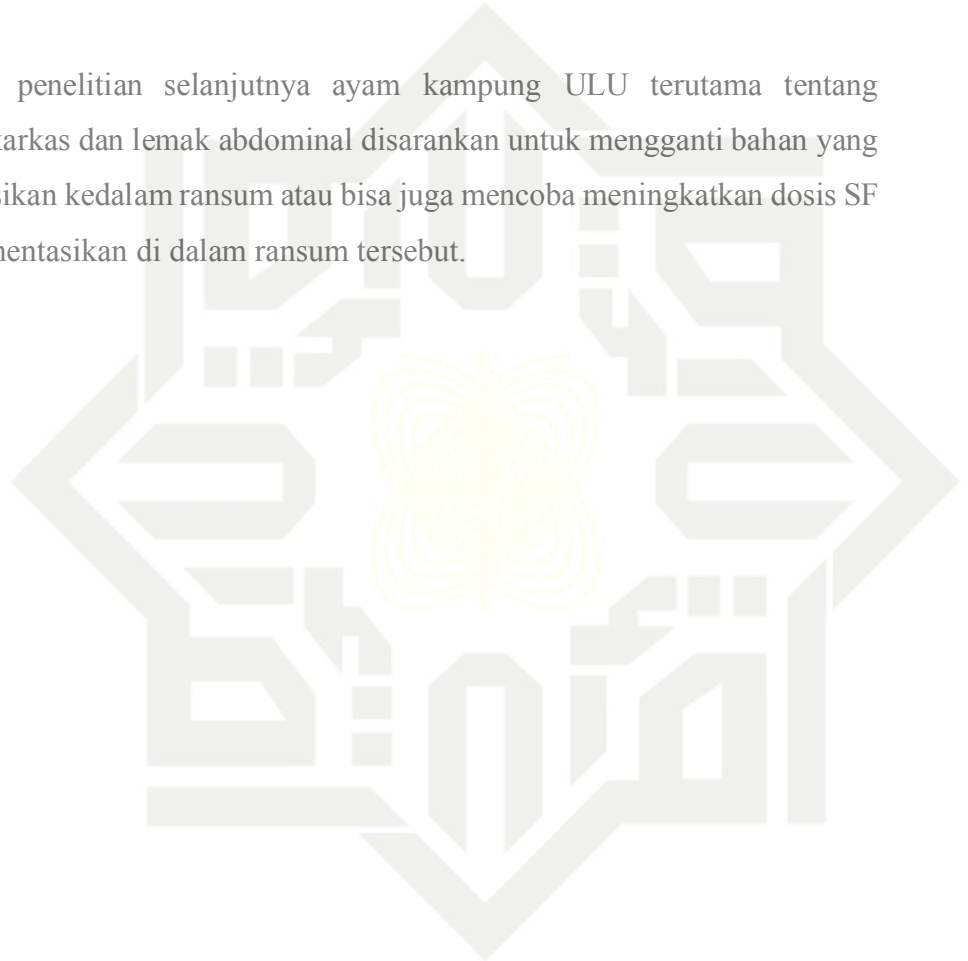 penelitian selanjutnya ayam kampung ULU terutama tentang
karkas dan lemak abdominal disarankan untuk mengganti bahan yang
sikan kedalam ransum atau bisa juga mencoba meningkatkan dosis SF
nentasikan di dalam ransum tersebut.